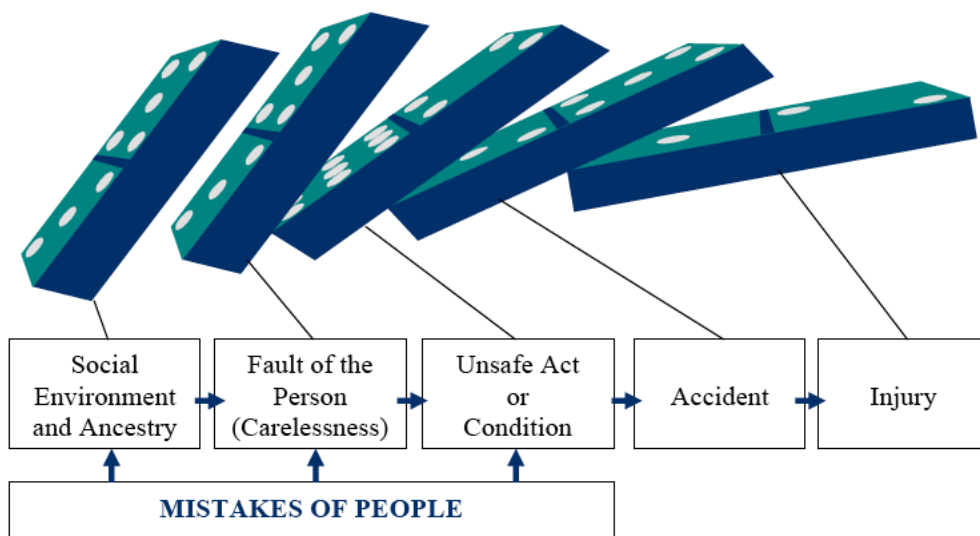 Social
Environment
and Ancestry
Fault of the
Person
(Carelessness)
Unsafe Act
or
Condition
Accident
Injury
MISTAKES OF PEOPLE